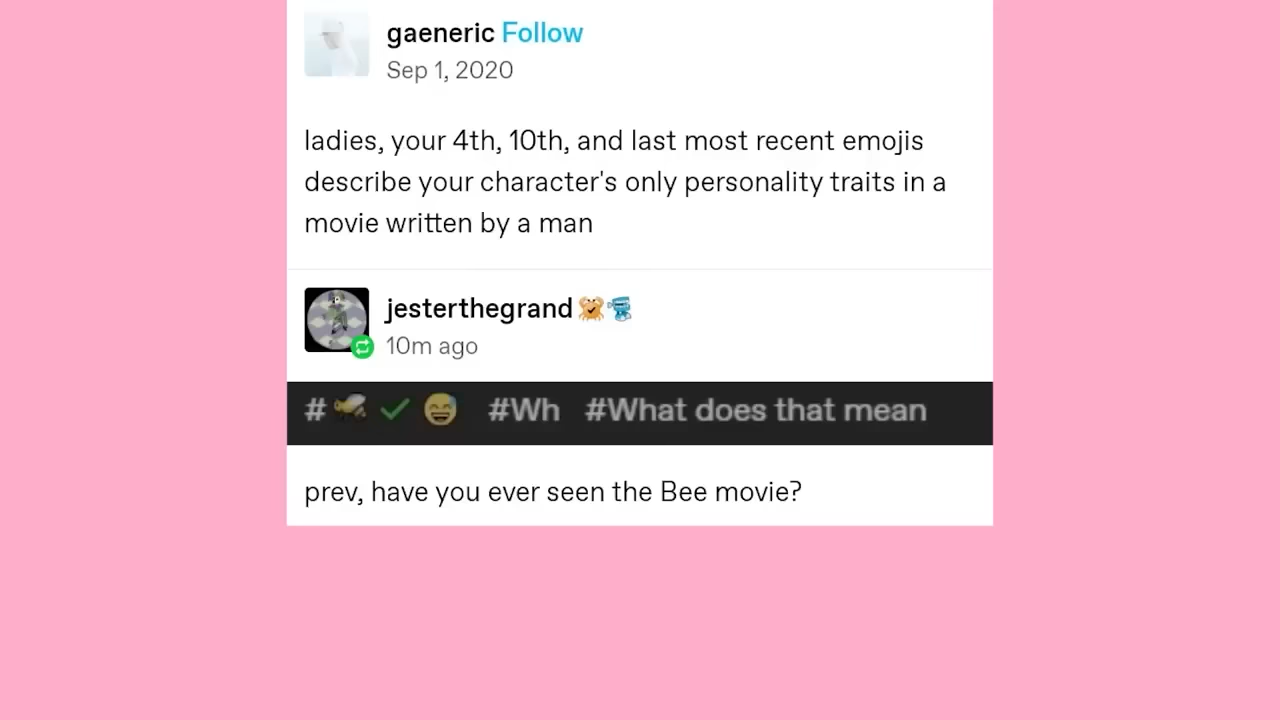 gaeneric Follow
Sep 1, 2020
ladies, your 4th, 10th, and last most recent emojis
describe your character's only personality traits in a
movie written by a man
jesterthegrand🦀🚽
10m ago
#🐝✔😅 #Wh #What does that mean
prev, have you ever seen the Bee movie?